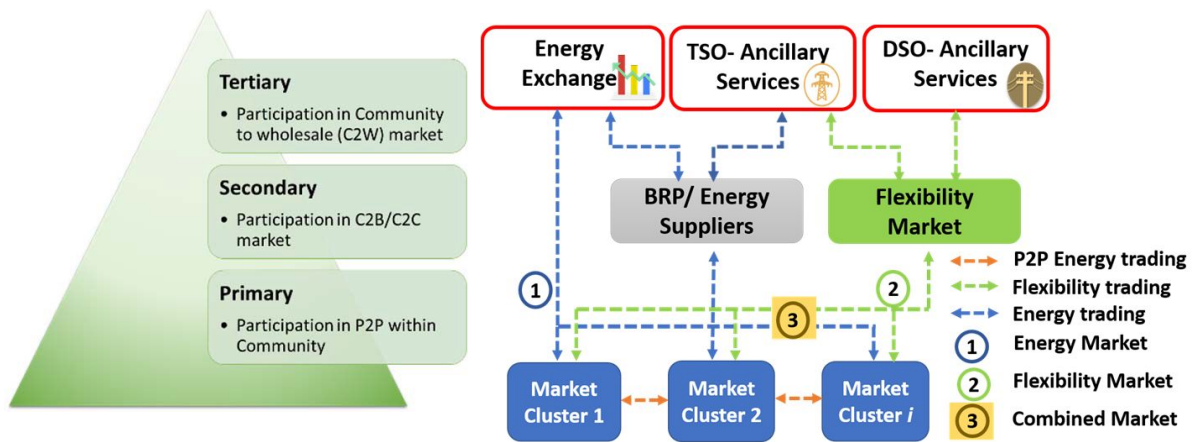 Tertiary
• Participation in Community
to wholesale (C2W) market
Secondary
• Participation in C2B/C2C
market
Primary
• Participation in P2P within
Community
Energy
Exchange
TSO- Ancillary
Services
DSO- Ancillary
Services
BRP/ Energy
Suppliers
Flexibility
Market
1
2
3
Market
Cluster 1
Market
Cluster 2
Market
Cluster i
P2P Energy trading
Flexibility trading
Energy trading
1 Energy Market
2 Flexibility Market
3 Combined Market